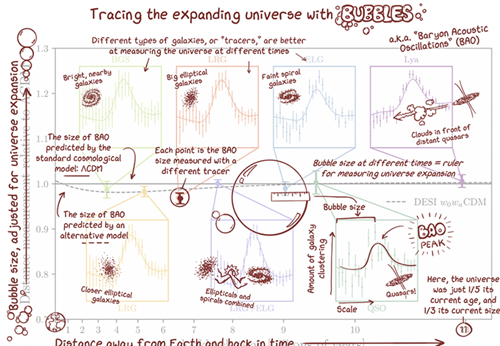 Tracing the expanding universe with BUBBLES
Different types of galaxies, or "tracers," are better
at measuring the universe at different times
a.k.a. "Baryon Acoustic
Oscillations" (BAO)
BGS
LRG
ELG
Lyα
Bright, nearby
galaxies
Big elliptical
galaxies
Faint spiral
galaxies
Clouds in front of
distant quasars
The size of BAO
predicted by the
standard cosmological
model: ΛCDM
Each point is the BAO
size measured with a
different tracer
Bubble size at different times = ruler
for measuring universe expansion
Bubble size
DESI w0waCDM
The size of BAO
predicted by an
alternative model
Closer elliptical
galaxies
LRG
Ellipticals and
spirals combined
Amount of galaxy
clustering
BAO
PEAK
Quasars!
Scale
QSO
Here, the universe
was just 1/3 its
current age, and
1/3 its current size
Bubble size, adjusted for universe expansion
1.3
1.2
1.1
1.0
0.9
0.8
1
2
3
4
5
6
7
8
9
10
11
Distance away from Earth and back in time